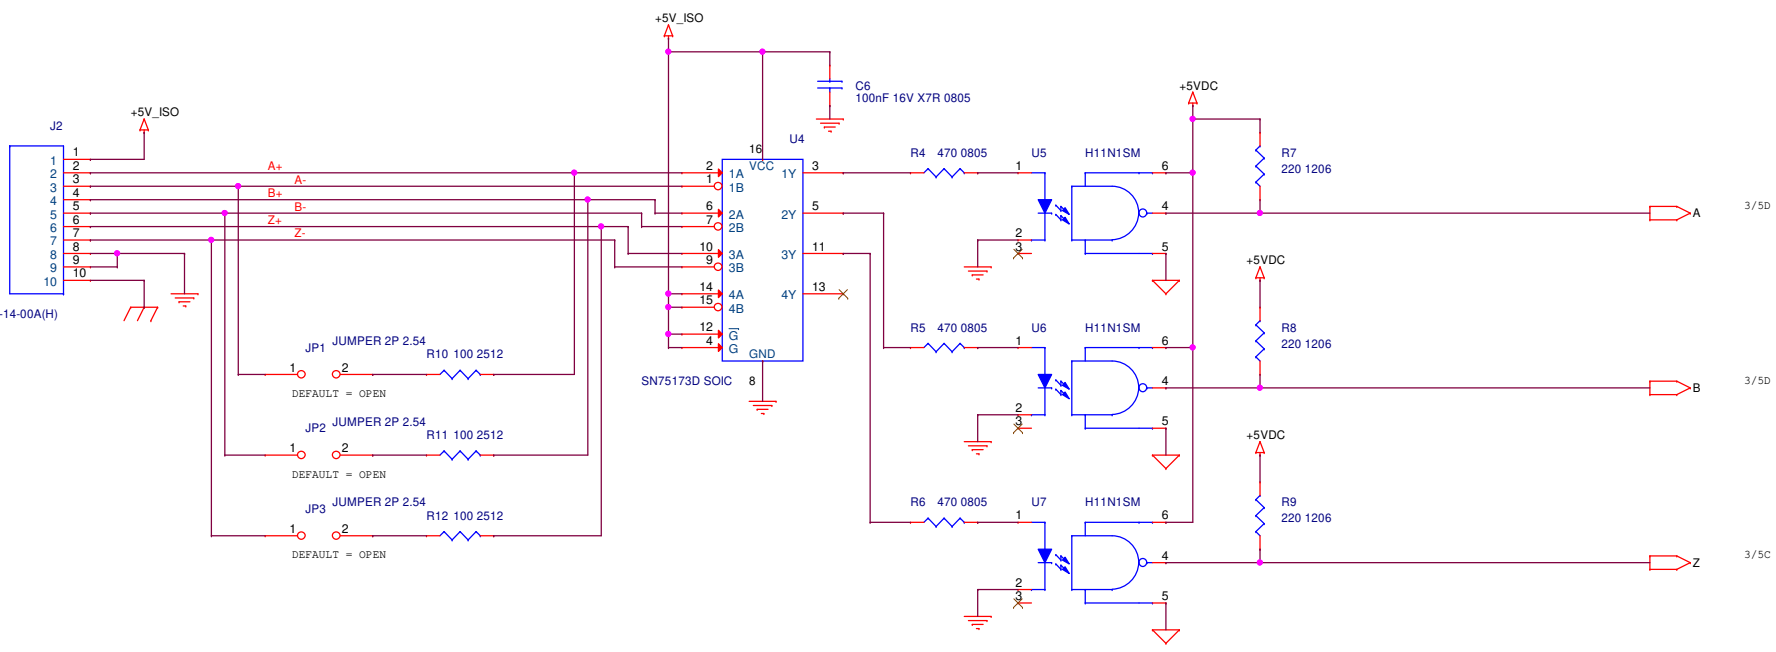 +5V_ISO
+5V_ISO
J2
1
2
3
4
5
6
7
8
9
10
1
2
3
4
5
6
7
8
9
10
-14-00A(H)
A+
A-
B+
B-
Z+
Z-
JP1
JUMPER 2P 2.54
1
2
R10 100 2512
DEFAULT = OPEN
JP2
JUMPER 2P 2.54
1
2
R11 100 2512
DEFAULT = OPEN
JP3
JUMPER 2P 2.54
1
2
R12 100 2512
DEFAULT = OPEN
C6
100nF 16V X7R 0805
U4
16
VCC
2
1
6
7
10
9
14
15
12
4
1A
1B
2A
2B
3A
3B
4A
4B
G
G
1Y
2Y
3Y
4Y
3
5
11
13
GND
8
SN75173D SOIC
R4 470 0805
U5
H11N1SM
1
2
3
6
4
5
R5 470 0805
U6
H11N1SM
1
2
3
6
4
5
R6 470 0805
U7
H11N1SM
1
2
3
6
4
5
+5VDC
R7
220 1206
A
3/5D
+5VDC
R8
220 1206
B
3/5D
+5VDC
R9
220 1206
Z
3/5C